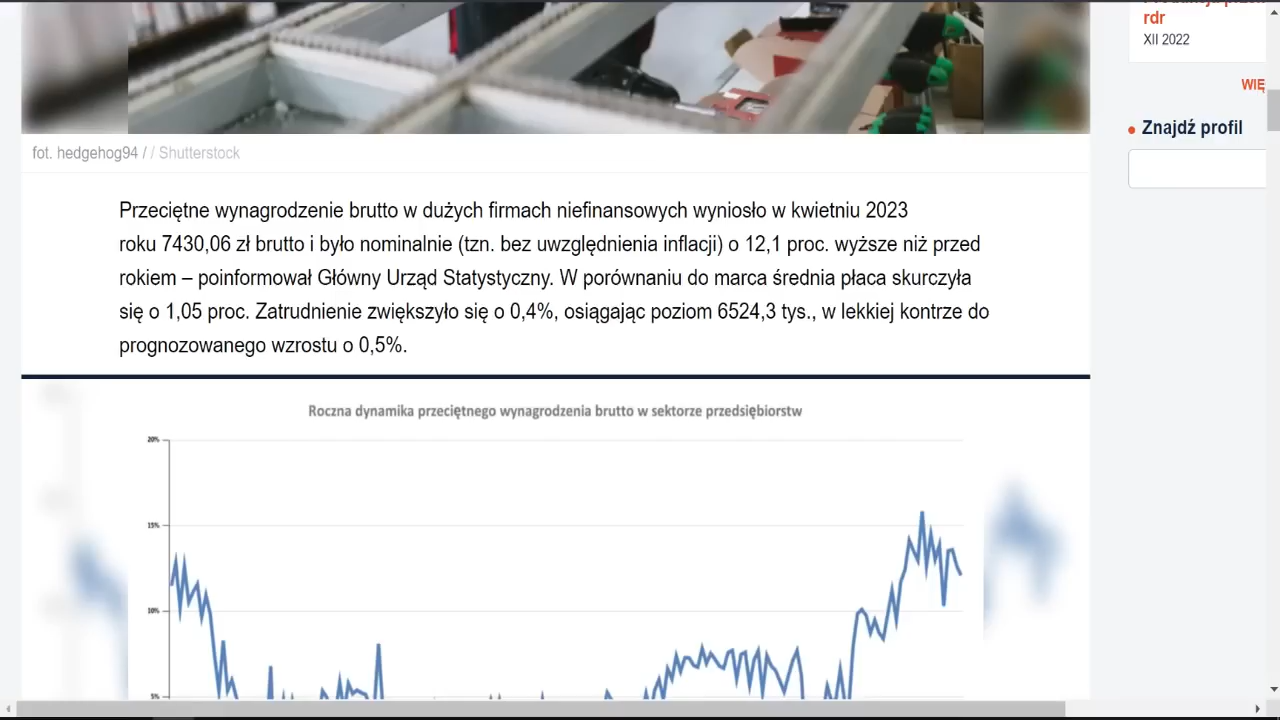 rdr
XII 2022
WIĘ
Znajdź profil
fot. hedgehog94 / / Shutterstock
Przeciętne wynagrodzenie brutto w dużych firmach niefinansowych wyniosło w kwietniu 2023
roku 7430,06 zł brutto i było nominalnie (tzn. bez uwzględnienia inflacji) o 12,1 proc. wyższe niż przed
rokiem – poinformował Główny Urząd Statystyczny. W porównaniu do marca średnia płaca skurczyła
się o 1,05 proc. Zatrudnienie zwiększyło się o 0,4%, osiągając poziom 6524,3 tys., w lekkiej kontrze do
prognozowanego wzrostu o 0,5%.
Roczna dynamika przeciętnego wynagrodzenia brutto w sektorze przedsiębiorstw
20%
15%
10%
5%